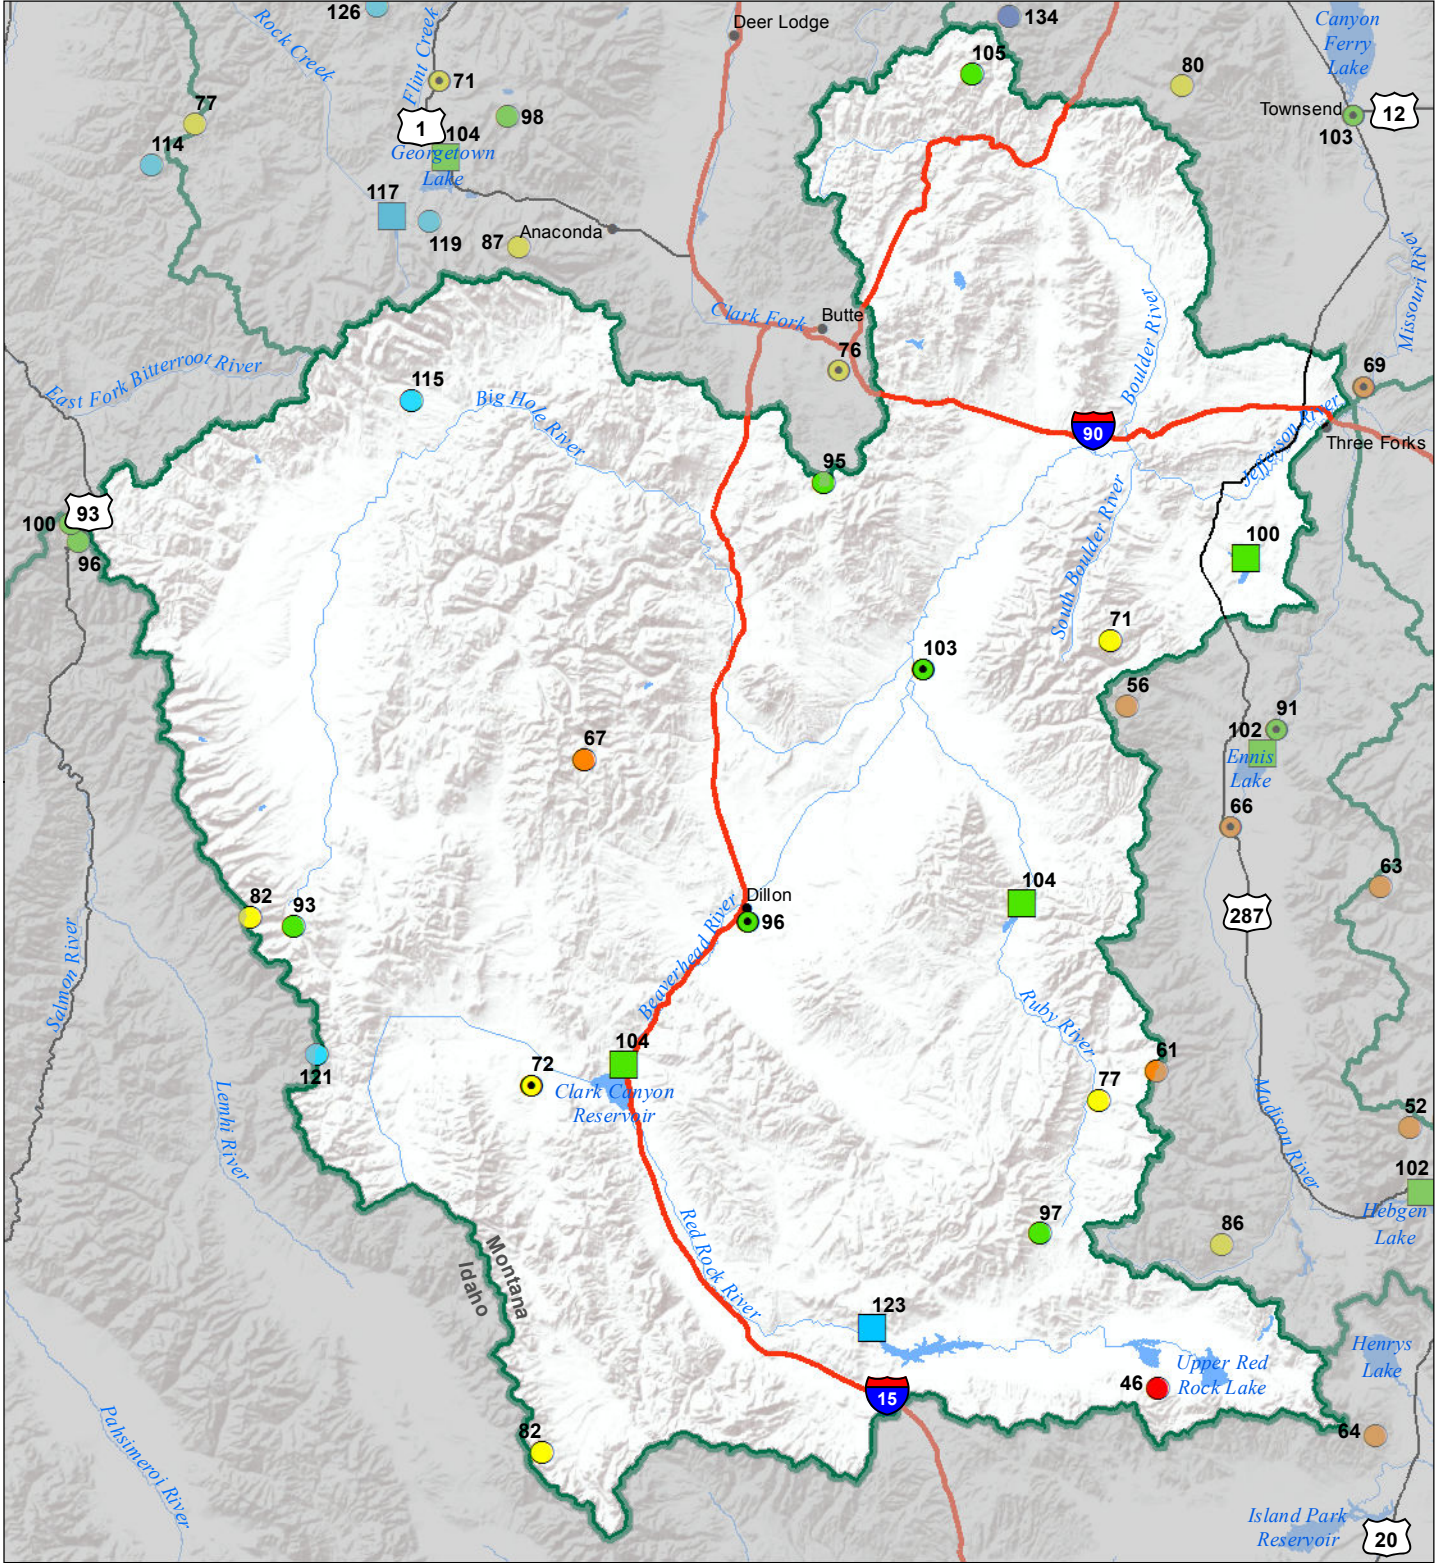 126
Rock Creek
Flint Creek
Deer Lodge
134
Canyon
Ferry
Lake
105
80
71
77
98
1
104
Georgetown
Lake
Townsend
12
103
114
117
119
87
Anaconda
Missouri River
Clark Fork
Butte
76
Boulder River
69
East Fork Bitterroot River
115
Big Hole River
90
Jefferson River
Three Forks
95
93
100
96
100
South Boulder River
71
103
56
91
102
Ennis
Lake
67
66
63
104
82
93
Dillon
96
287
Beaverhead River
Salmon River
Ruby River
104
61
121
72
Clark Canyon
Reservoir
77
Lemhi River
Madison River
52
102
Hebgen
Lake
97
86
Red Rock River
Montana
Idaho
123
Henrys
Lake
Upper Red
Rock Lake
46
15
64
82
Pahsimeroi River
Island Park
Reservoir
20